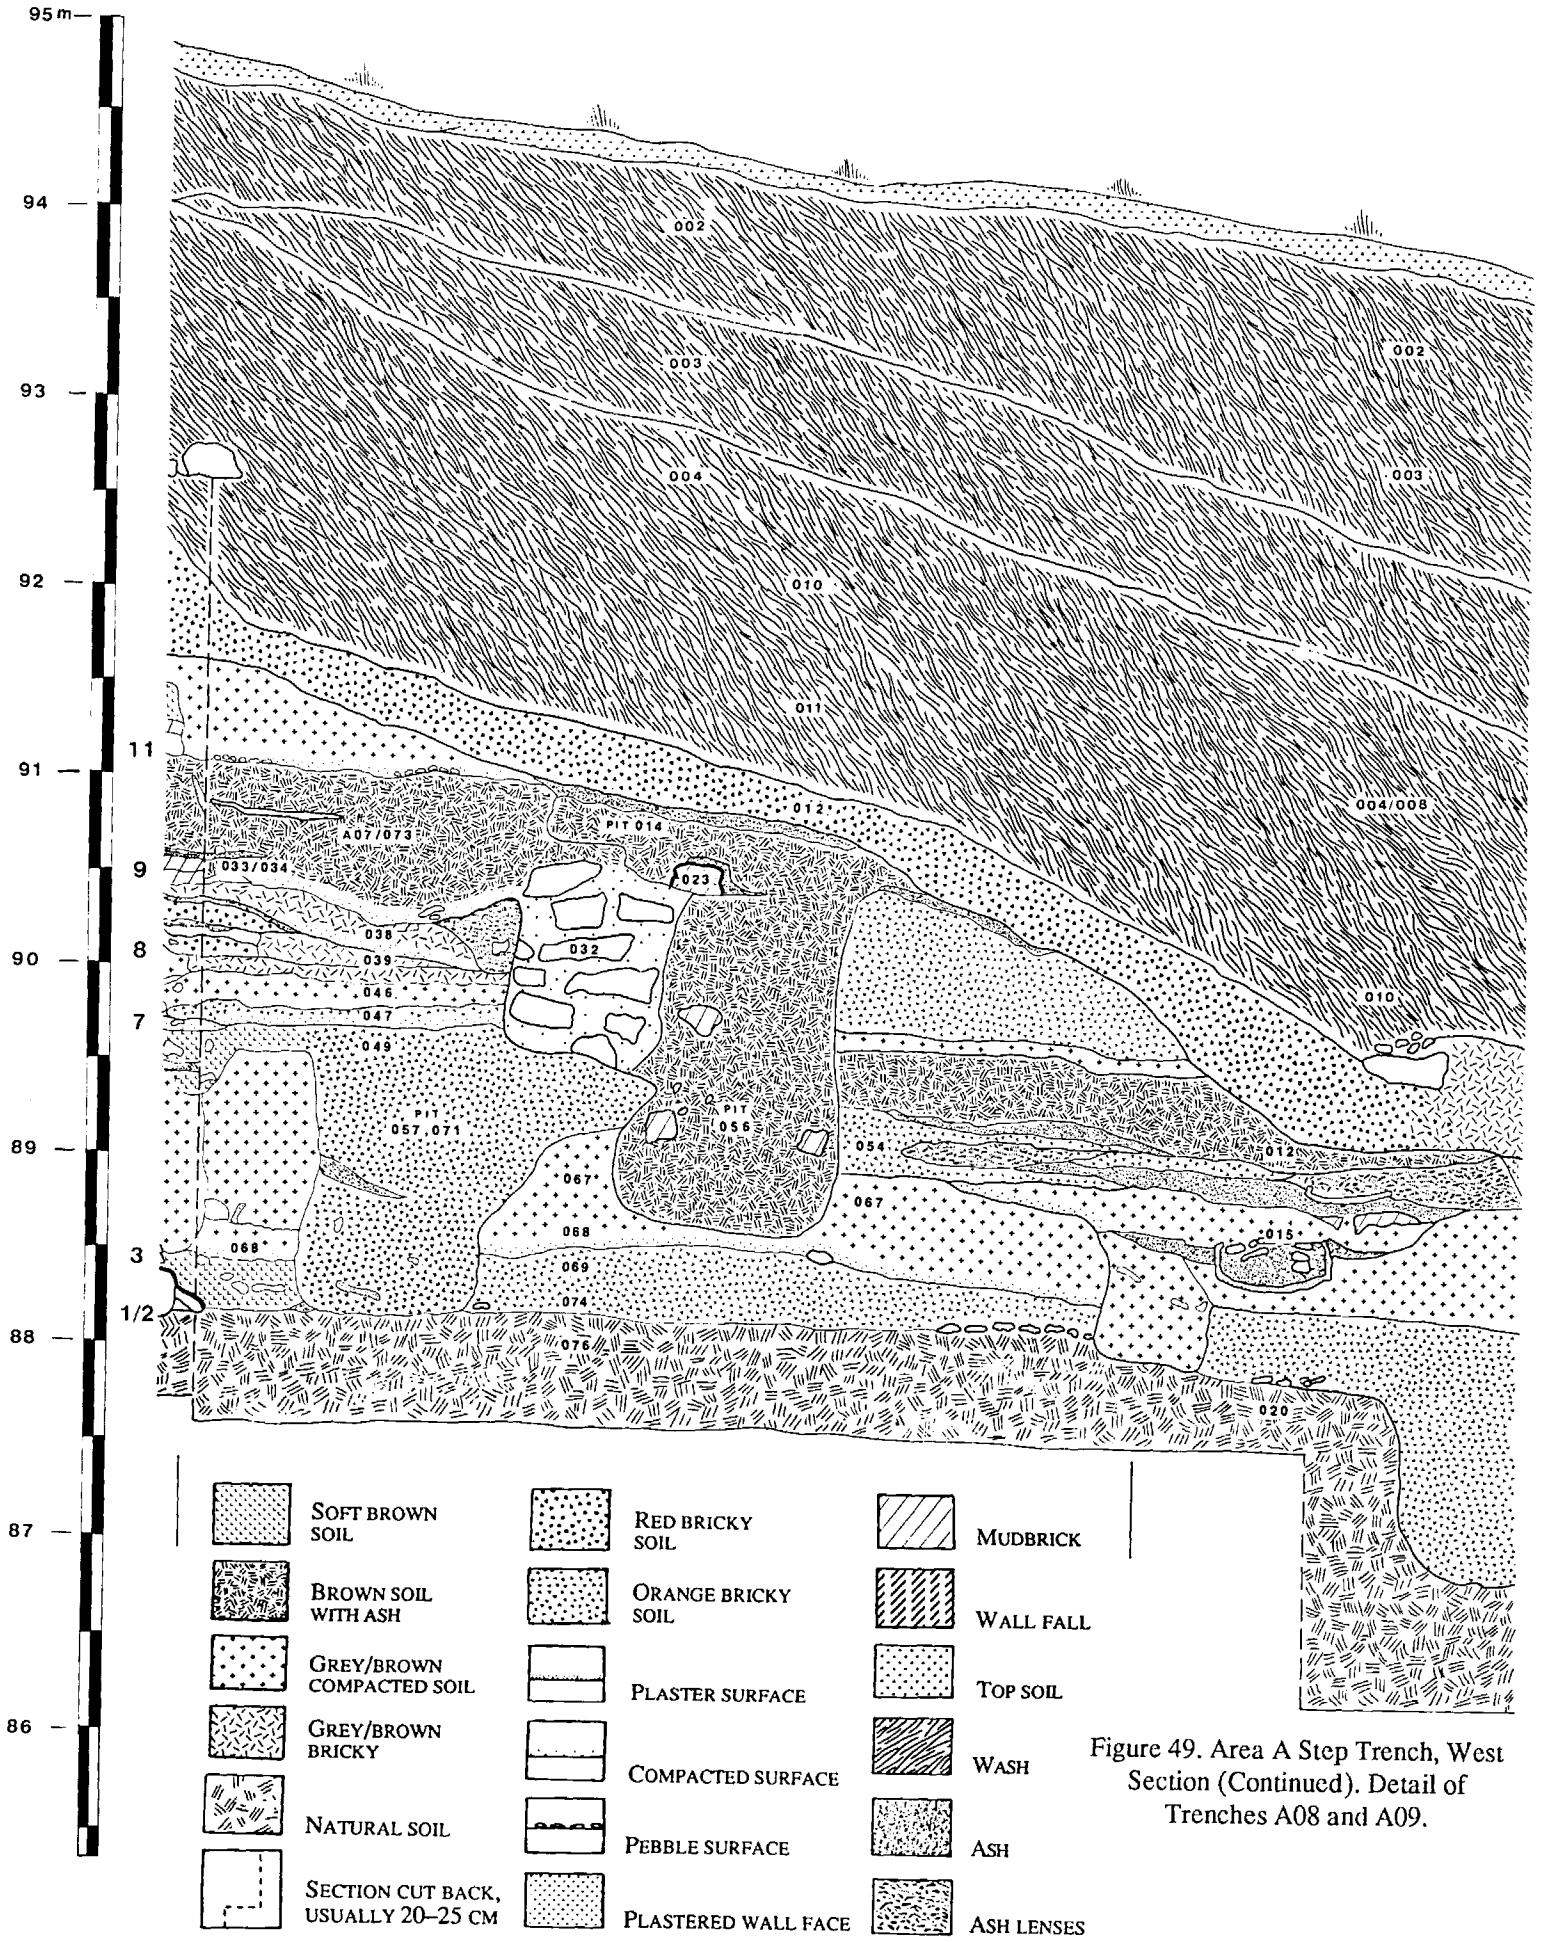 95m
94
93
92
91
90
89
88
87
86
11
9
8
7
3
1/2
002
002
003
003
004
010
011
004/008
012
A07/073
PIT 014
033/034
023
038
032
039
046
010
047
049
PIT
057,071
PIT
056
054
012
067
067
068
068
015
069
074
076
020
SOFT BROWN
SOIL
BROWN SOIL
WITH ASH
GREY/BROWN
COMPACTED SOIL
GREY/BROWN
BRICKY
NATURAL SOIL
SECTION CUT BACK,
USUALLY 20–25 CM
RED BRICKY
SOIL
ORANGE BRICKY
SOIL
PLASTER SURFACE
COMPACTED SURFACE
PEBBLE SURFACE
PLASTERED WALL FACE
MUDBRICK
WALL FALL
TOP SOIL
WASH
ASH
ASH LENSES
Figure 49. Area A Step Trench, West
Section (Continued). Detail of
Trenches A08 and A09.